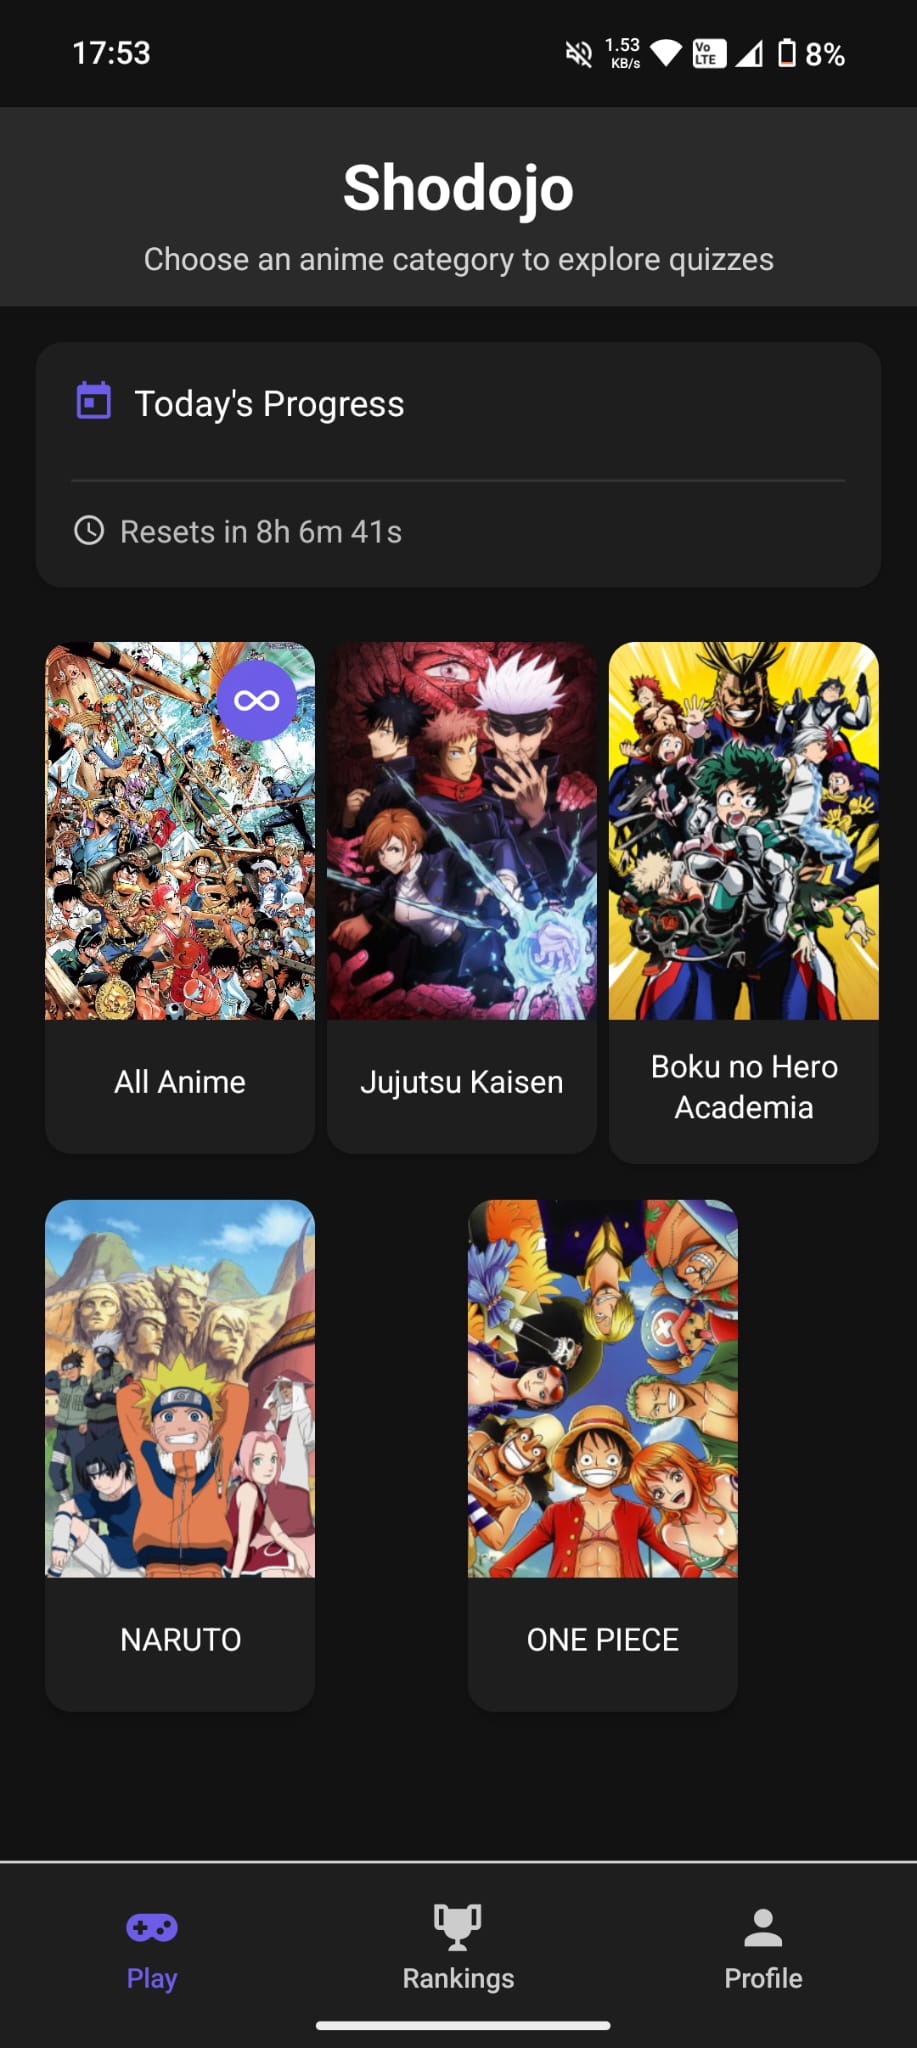 17:53
1.53
KB/s
Vo
LTE
8%
Shodojo
Choose an anime category to explore quizzes
Today's Progress
Resets in 8h 6m 41s
All Anime
Jujutsu Kaisen
Boku no Hero
Academia
NARUTO
ONE PIECE
Play
Rankings
Profile